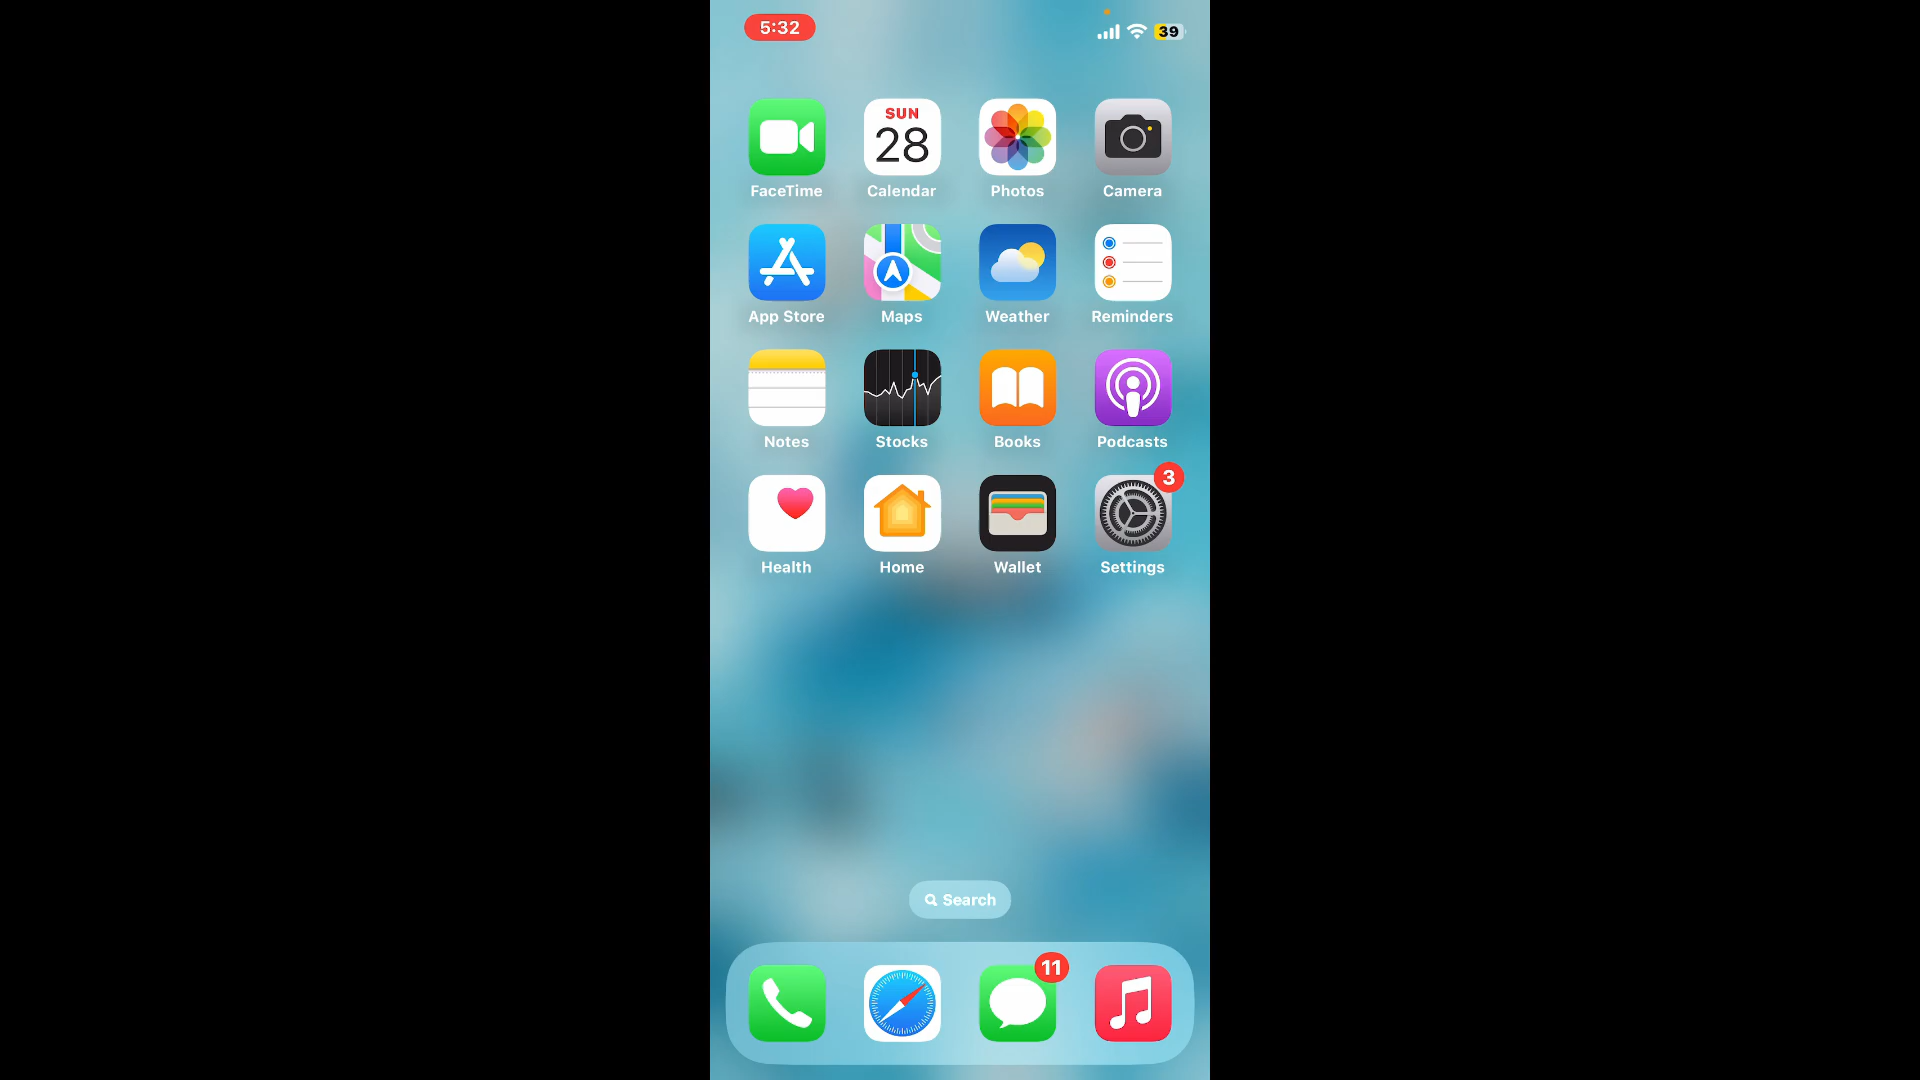 5:32 39
SUN
28
FaceTime Calendar Photos Camera
App Store Maps Weather Reminders
Notes Stocks Books Podcasts
3
Health Home Wallet Settings
Search
11